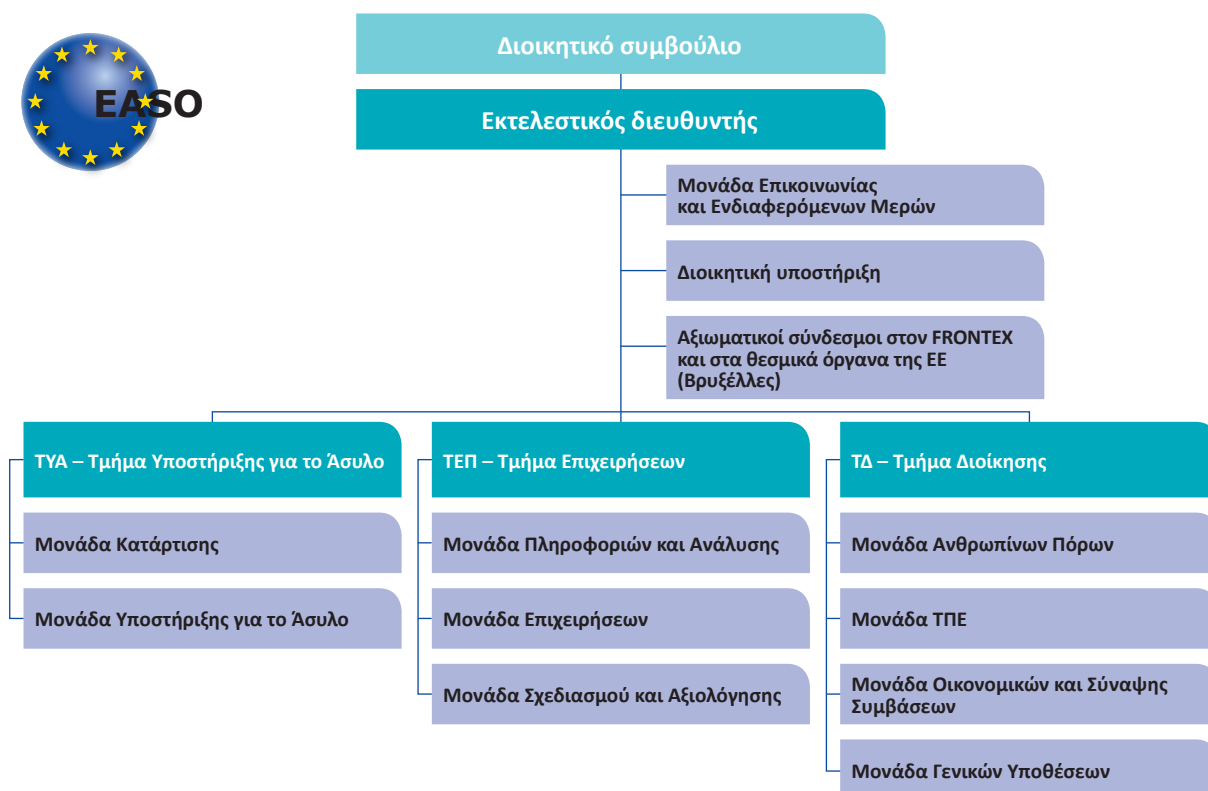 EASO
Διοικητικό συμβούλιο
Εκτελεστικός διευθυντής
Μονάδα Επικοινωνίας
και Ενδιαφερόμενων Μερών
Διοικητική υποστήριξη
Αξιωματικοί σύνδεσμοι στον FRONTEX
και στα θεσμικά όργανα της ΕΕ
(Βρυξέλλες)
ΤΥΑ – Τμήμα Υποστήριξης για το Άσυλο
Μονάδα Κατάρτισης
Μονάδα Υποστήριξης για το Άσυλο
ΤΕΠ – Τμήμα Επιχειρήσεων
Μονάδα Πληροφοριών και Ανάλυσης
Μονάδα Επιχειρήσεων
Μονάδα Σχεδιασμού και Αξιολόγησης
ΤΔ – Τμήμα Διοίκησης
Μονάδα Ανθρωπίνων Πόρων
Μονάδα ΤΠΕ
Μονάδα Οικονομικών και Σύναψης
Συμβάσεων
Μονάδα Γενικών Υποθέσεων